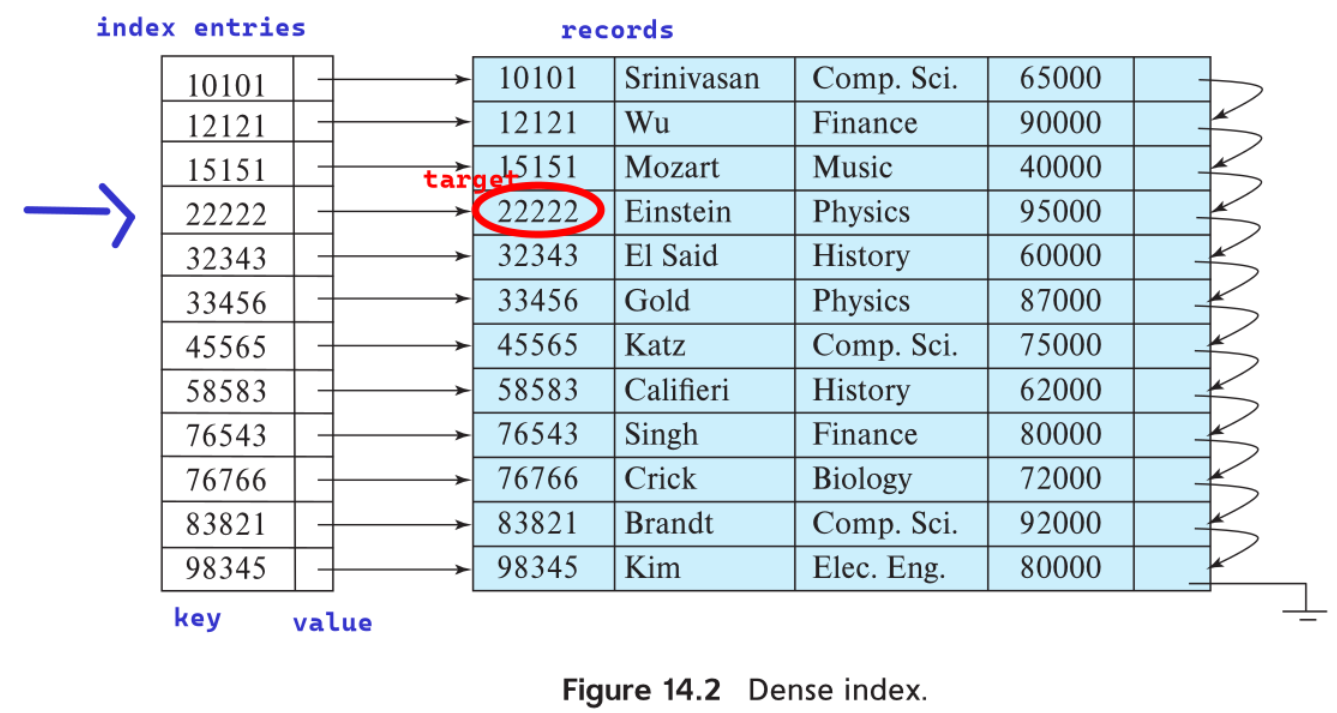 index entries records
10101 10101 Srinivasan Comp. Sci. 65000
12121 12121 Wu Finance 90000
15151 15151 Mozart Music 40000
target
22222 22222 Einstein Physics 95000
32343 32343 El Said History 60000
33456 33456 Gold Physics 87000
45565 45565 Katz Comp. Sci. 75000
58583 58583 Califieri History 62000
76543 76543 Singh Finance 80000
76766 76766 Crick Biology 72000
83821 83821 Brandt Comp. Sci. 92000
98345 98345 Kim Elec. Eng. 80000
key value
Figure 14.2 Dense index.